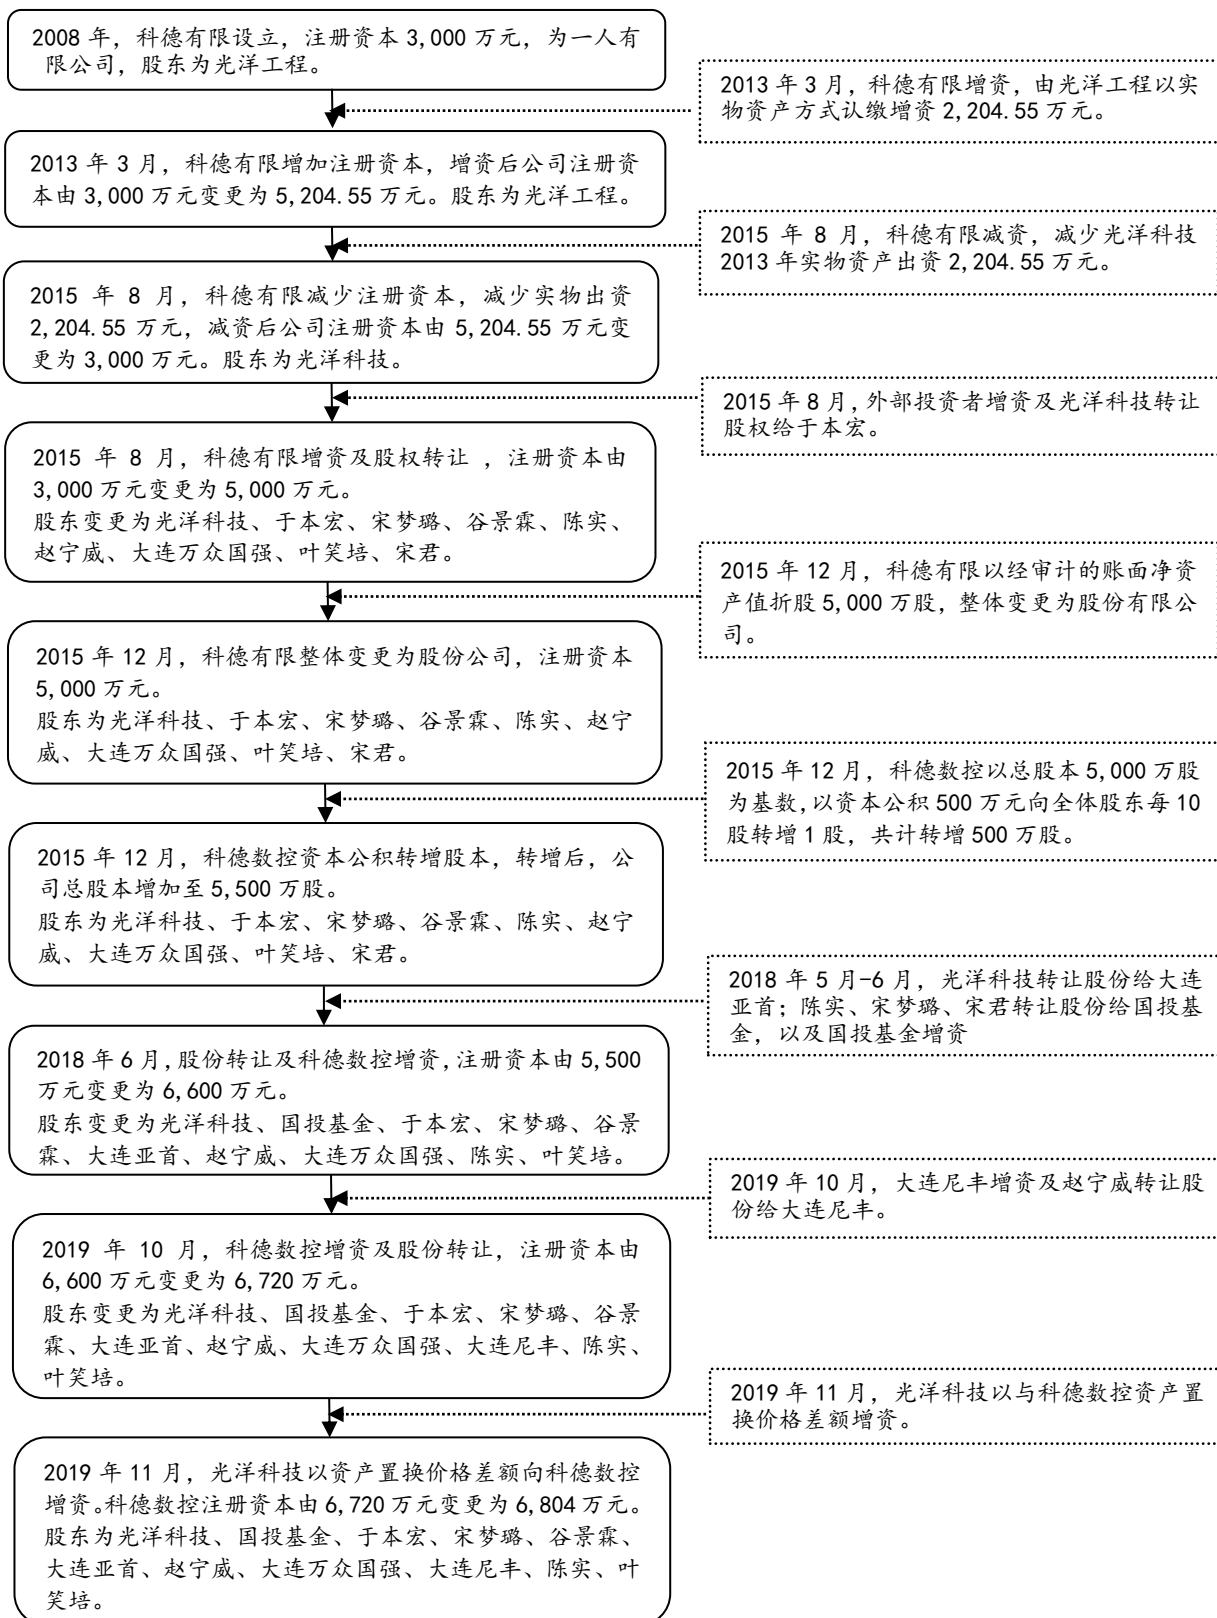 2008 年，科德有限设立，注册资本 3,000 万元，为一人有
限公司，股东为光洋工程。
2013 年 3 月，科德有限增资，由光洋工程以实
物资产方式认缴增资 2,204.55 万元。
2013 年 3 月，科德有限增加注册资本，增资后公司注册资
本由 3,000 万元变更为 5,204.55 万元。股东为光洋工程。
2015 年 8 月，科德有限减资，减少光洋科技
2013 年实物资产出资 2,204.55 万元。
2015 年 8 月，科德有限减少注册资本，减少实物出资
2,204.55 万元，减资后公司注册资本由 5,204.55 万元变
更为 3,000 万元。股东为光洋科技。
2015 年 8 月，外部投资者增资及光洋科技转让
股权给于本宏。
2015 年 8 月，科德有限增资及股权转让 ，注册资本由
3,000 万元变更为 5,000 万元。
股东变更为光洋科技、于本宏、宋梦璐、谷景霖、陈实、
赵宁威、大连万众国强、叶笑培、宋君。
2015 年 12 月，科德有限以经审计的账面净资
产值折股 5,000 万股，整体变更为股份有限公
司。
2015 年 12 月，科德有限整体变更为股份公司，注册资本
5,000 万元。
股东为光洋科技、于本宏、宋梦璐、谷景霖、陈实、赵宁
威、大连万众国强、叶笑培、宋君。
2015 年 12 月，科德数控以总股本 5,000 万股
为基数，以资本公积 500 万元向全体股东每 10
股转增 1 股，共计转增 500 万股。
2015 年 12 月，科德数控资本公积转增股本，转增后，公
司总股本增加至 5,500 万股。
股东为光洋科技、于本宏、宋梦璐、谷景霖、陈实、赵宁
威、大连万众国强、叶笑培、宋君。
2018 年 5 月-6 月，光洋科技转让股份给大连
亚首；陈实、宋梦璐、宋君转让股份给国投基
金，以及国投基金增资
2018 年 6 月，股份转让及科德数控增资，注册资本由 5,500
万元变更为 6,600 万元。
股东变更为光洋科技、国投基金、于本宏、宋梦璐、谷景
霖、大连亚首、赵宁威、大连万众国强、陈实、叶笑培。
2019 年 10 月，大连尼丰增资及赵宁威转让股
份给大连尼丰。
2019 年 10 月，科德数控增资及股份转让，注册资本由
6,600 万元变更为 6,720 万元。
股东变更为光洋科技、国投基金、于本宏、宋梦璐、谷景
霖、大连亚首、赵宁威、大连万众国强、大连尼丰、陈实、
叶笑培。
2019 年 11 月，光洋科技以与科德数控资产置
换价格差额增资。
2019 年 11 月，光洋科技以资产置换价格差额向科德数控
增资。科德数控注册资本由 6,720 万元变更为 6,804 万元。
股东为光洋科技、国投基金、于本宏、宋梦璐、谷景霖、
大连亚首、赵宁威、大连万众国强、大连尼丰、陈实、叶
笑培。